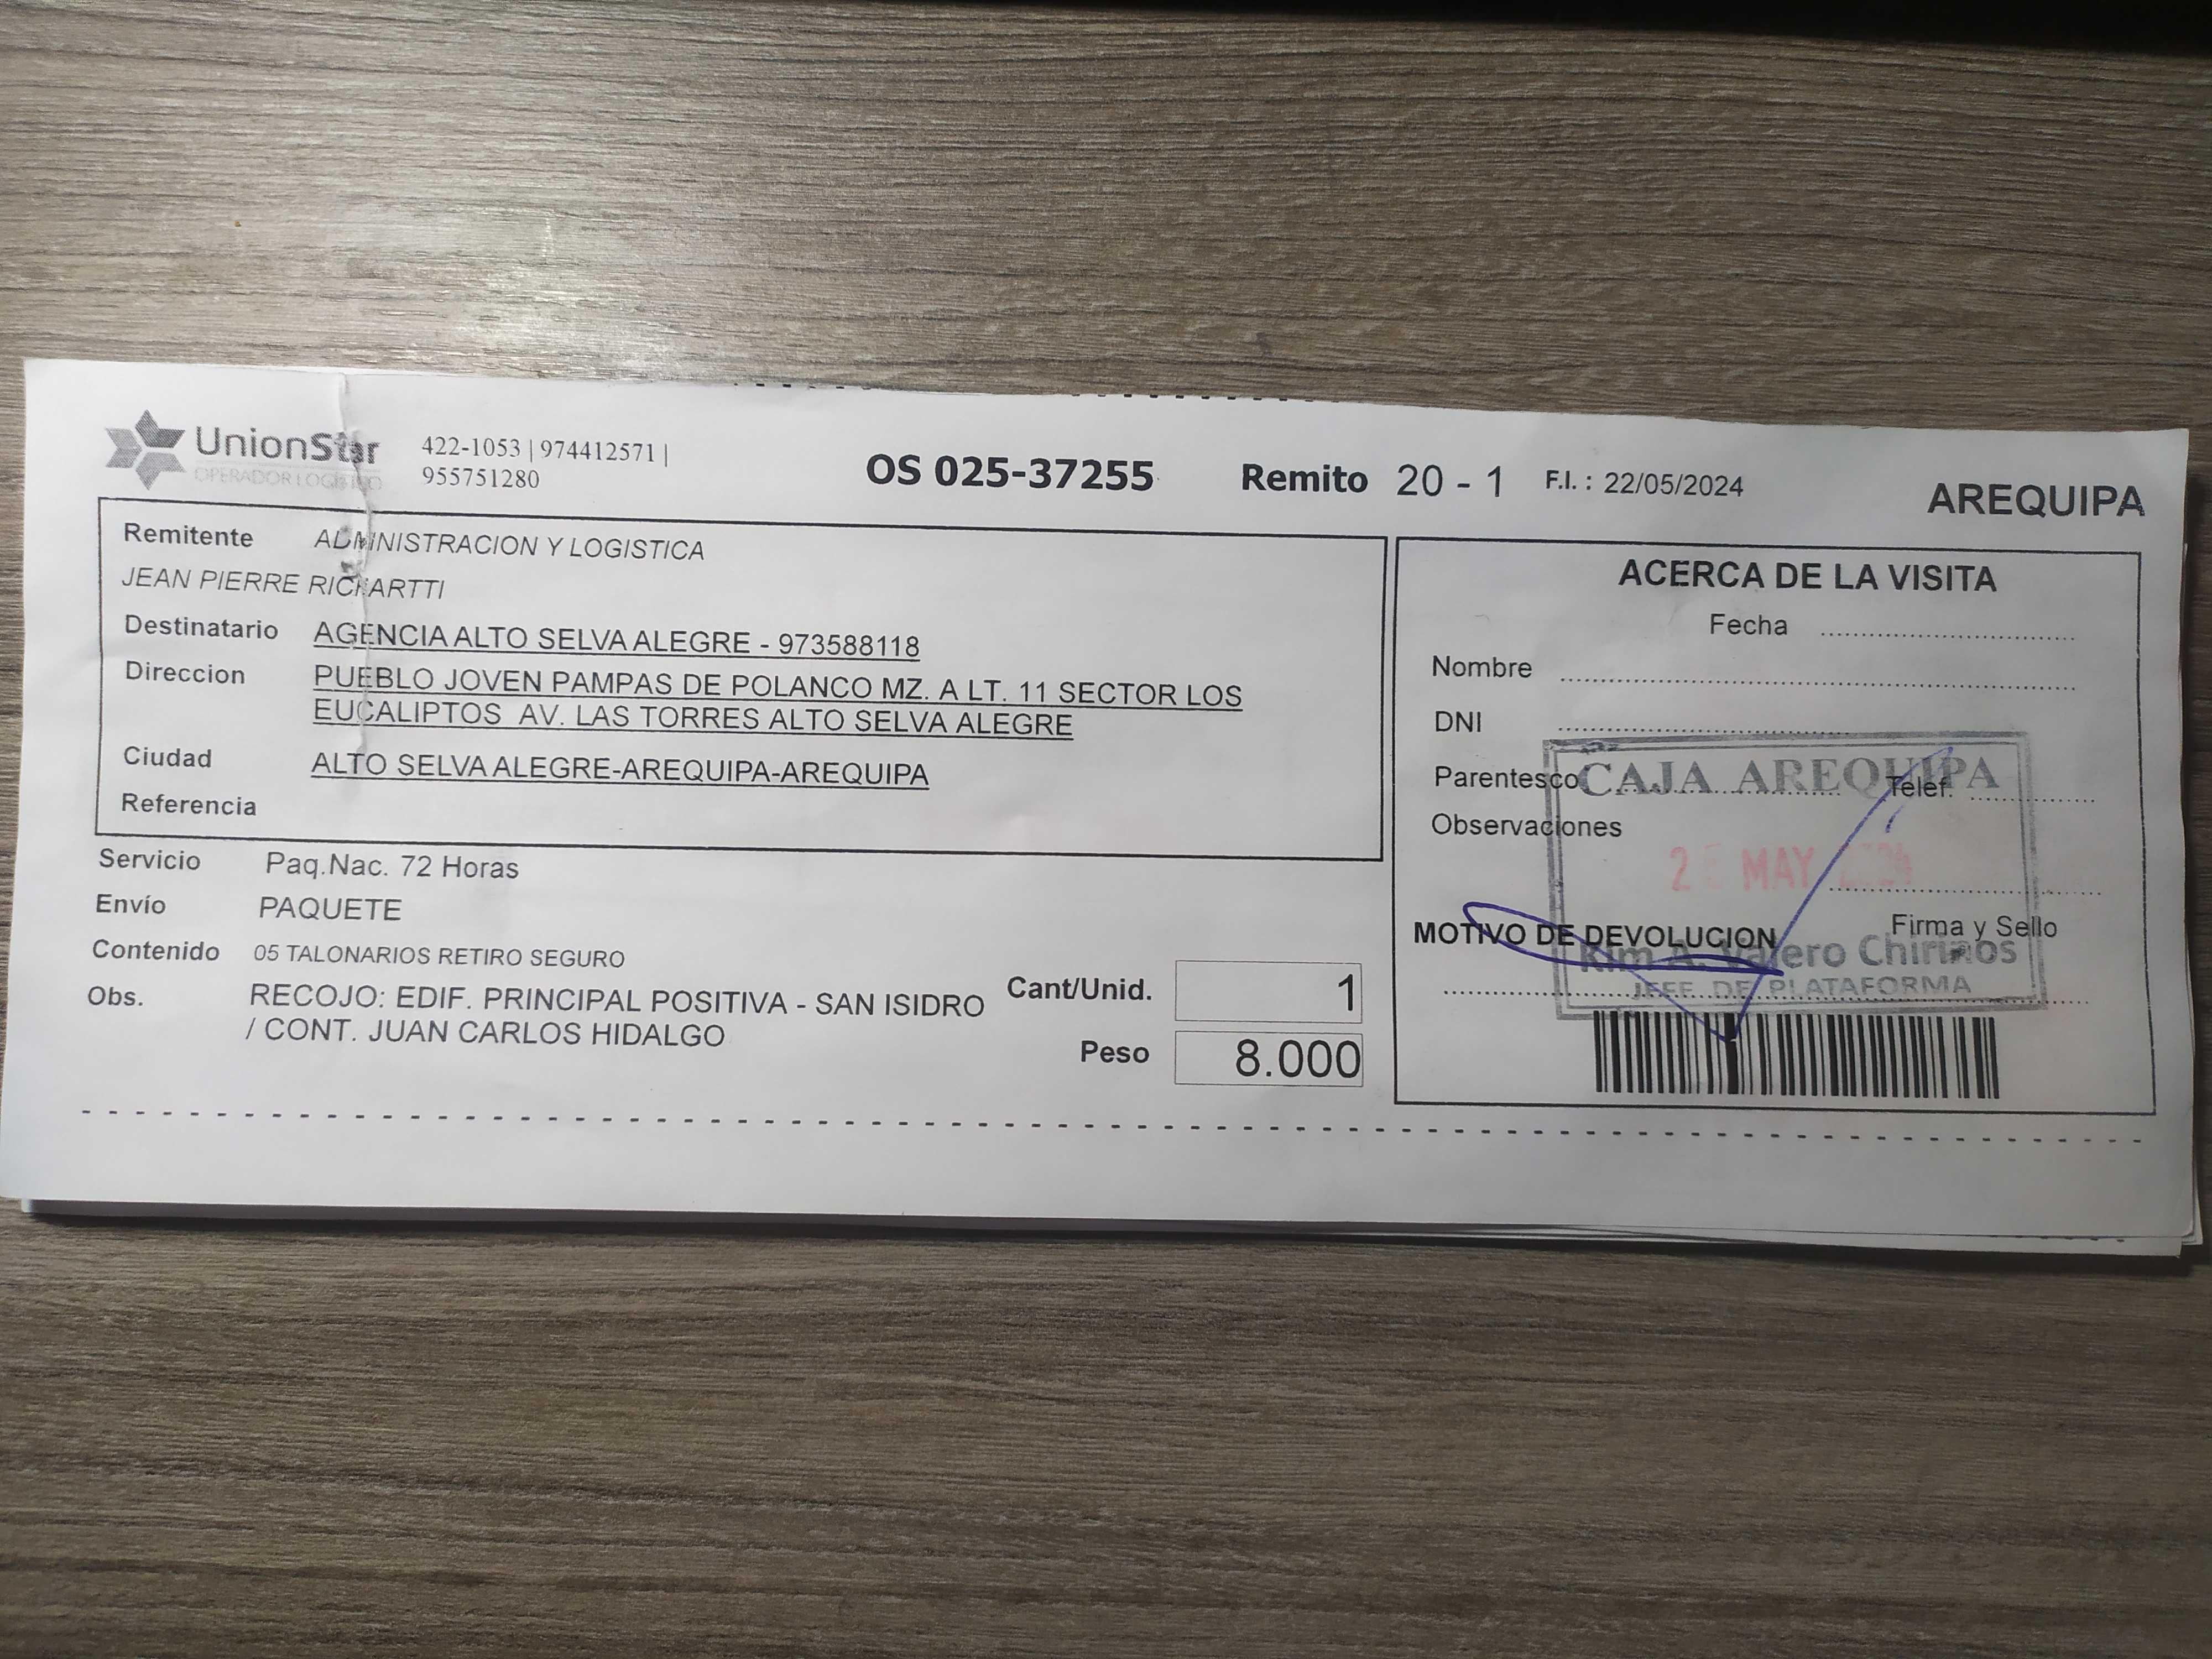 UnionStar
OPERADOR LOGÍSTICO
422-1053 | 974412571 |
955751280
OS 025-37255
Remito 20 - 1
F.I. : 22/05/2024
AREQUIPA
Remitente ADMINISTRACION Y LOGISTICA
JEAN PIERRE RICHARTTI
Destinatario AGENCIA ALTO SELVA ALEGRE - 973588118
Direccion PUEBLO JOVEN PAMPAS DE POLANCO MZ. A LT. 11 SECTOR LOS
EUCALIPTOS AV. LAS TORRES ALTO SELVA ALEGRE
Ciudad ALTO SELVA ALEGRE-AREQUIPA-AREQUIPA
Referencia
Servicio Paq.Nac. 72 Horas
Envío PAQUETE
Contenido 05 TALONARIOS RETIRO SEGURO
Obs. RECOJO: EDIF. PRINCIPAL POSITIVA - SAN ISIDRO
/ CONT. JUAN CARLOS HIDALGO
Cant/Unid. 1
Peso 8.000
ACERCA DE LA VISITA
Fecha
Nombre
DNI
Parentesco
Telef.
Observaciones
Firma y Sello
MOTIVO DE DEVOLUCION
CAJA AREQUIPA
MAY
Kim A. Valero Chirinos
JEFE DE PLATAFORMA